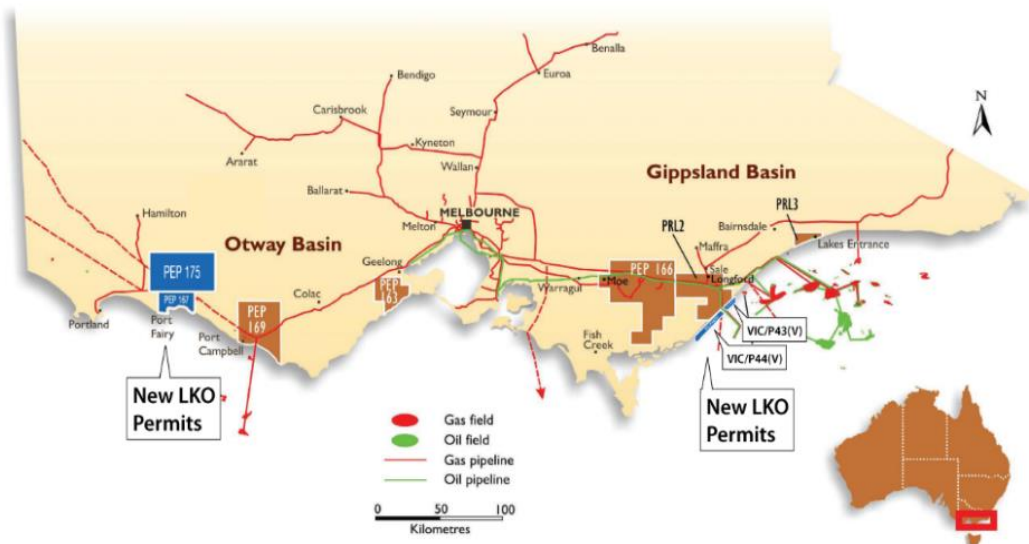 Benalla
Euroa
Bendigo
Carisbrook
Seymour
Kyneton
Ararat
Wallan
N
Gippsland Basin
Ballarat
PRL3
Hamilton
MELBOURNE
Melton
Bairnsdale
PRL2
Lakes Entrance
Maffra
Otway Basin
PEP 175
Geelong
PEP 166
Sale
Longford
PEP 167
PEP
163
Warragul
Moe
Colac
Portland
Port
Fairy
PEP
169
Port
Campbell
Fish
Creek
VIC/P43(V)
VIC/P44(V)
New LKO
Permits
New LKO
Permits
Gas field
Oil field
Gas pipeline
Oil pipeline
0 50 100
Kilometres